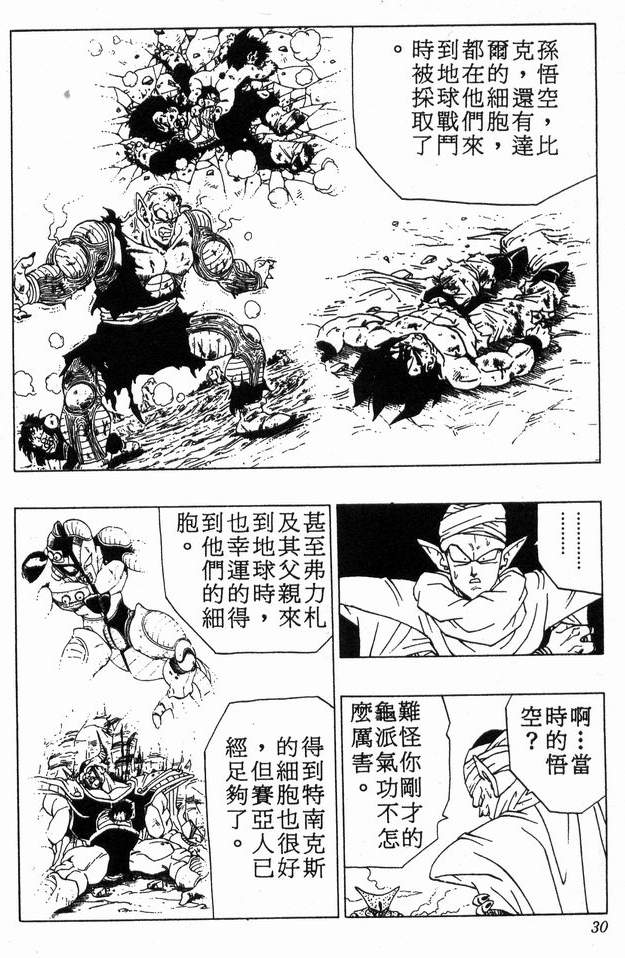 孫悟空，比
克，還有達
爾的細胞，
都在他們來
到地球戰鬥
時被採取了
。
………
………
啊…當
時的悟
空？
難怪你剛才的
龜派氣功不怎
麼厲害。
甚至弗力札
及其父親來
到地球時，
也幸運的得
到他們的細
胞。
得到特南克斯
的細胞也很好
，但賽亞人已
經足夠了。
30